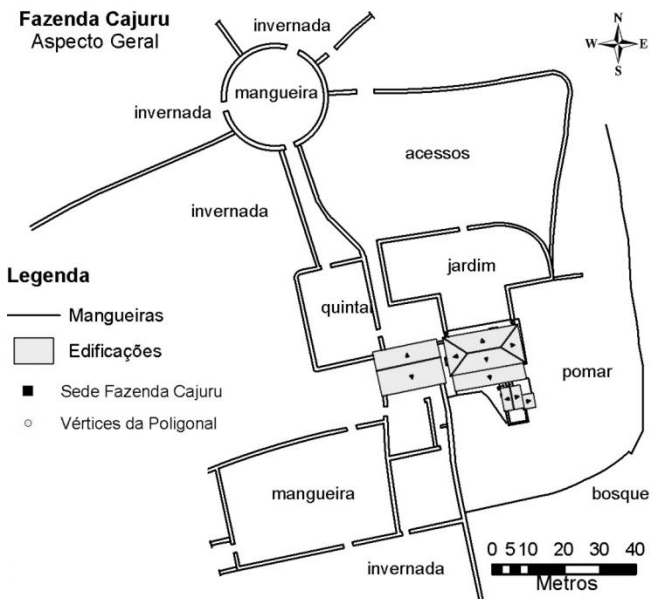 Fazenda Cajuru
Aspecto Geral
invernada
N
W E
S
mangueira
invernada
acessos
invernada
jardim
Legenda
quintal
Mangueiras
Edificações
pomar
Sede Fazenda Cajuru
Vértices da Poligonal
mangueira
bosque
invernada
0 5 10 20 30 40
Metros